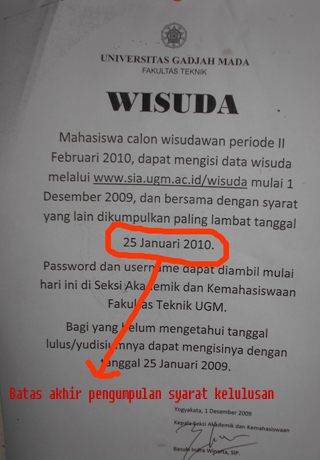 UNIVERSITAS GADJAH MADA
FAKULTAS TEKNIK
WISUDA
Mahasiswa calon wisudawan periode II
Februari 2010, dapat mengisi data wisuda
melalui www.sia.ugm.ac.id/wisuda mulai 1
Desember 2009, dan bersama dengan syarat
yang lain dikumpulkan paling lambat tanggal
25 Januari 2010.
Password dan username dapat diambil mulai
hari ini di Seksi Akademik dan Kemahasiswaan
Fakultas Teknik UGM.
Bagi yang belum mengetahui tanggal
lulus/yudisiumnya dapat mengisinya dengan
tanggal 25 Januari 2009.
Batas akhir pengunpulan syarat kelulusan
Yogyakarta, 1 Desember 2009
Kepala Seksi Akademik dan Kemahasiswaan
Basuki Indra Winarta, SIP.